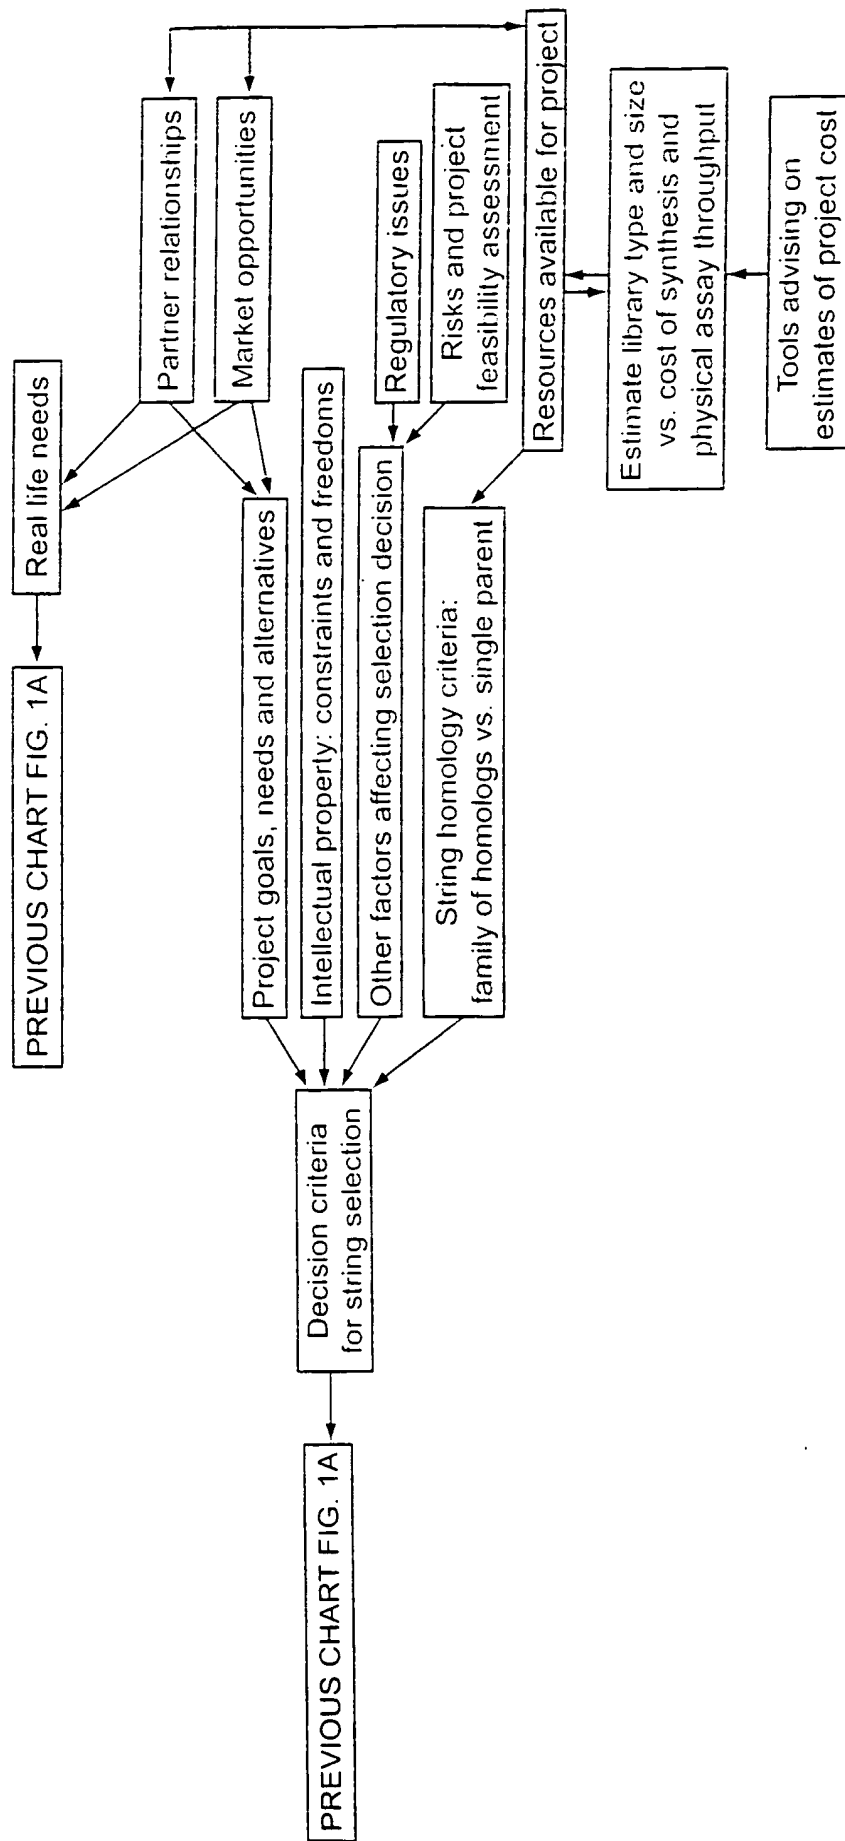 PREVIOUS CHART FIG. 1A
Real life needs
Partner relationships
Market opportunities
Project goals, needs and alternatives
Intellectual property: constraints and freedoms
Regulatory issues
Other factors affecting selection decision
Risks and project
feasibility assessment
PREVIOUS CHART FIG. 1A
Decision criteria
for string selection
String homology criteria:
family of homologs vs. single parent
Resources available for project
Estimate library type and size
vs. cost of synthesis and
physical assay throughput
Tools advising on
estimates of project cost